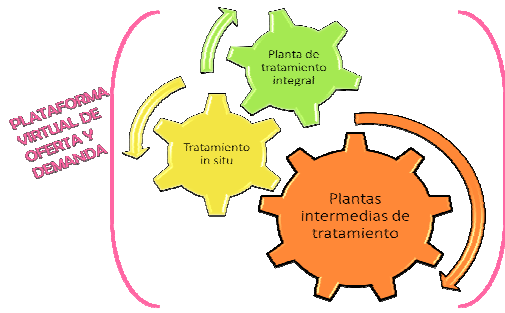 PLATAFORMA
VIRTUAL DE
OFERTA Y
DEMANDA
Planta de
tratamiento
integral
Tratamiento
in situ
Plantas
intermedias de
tratamiento